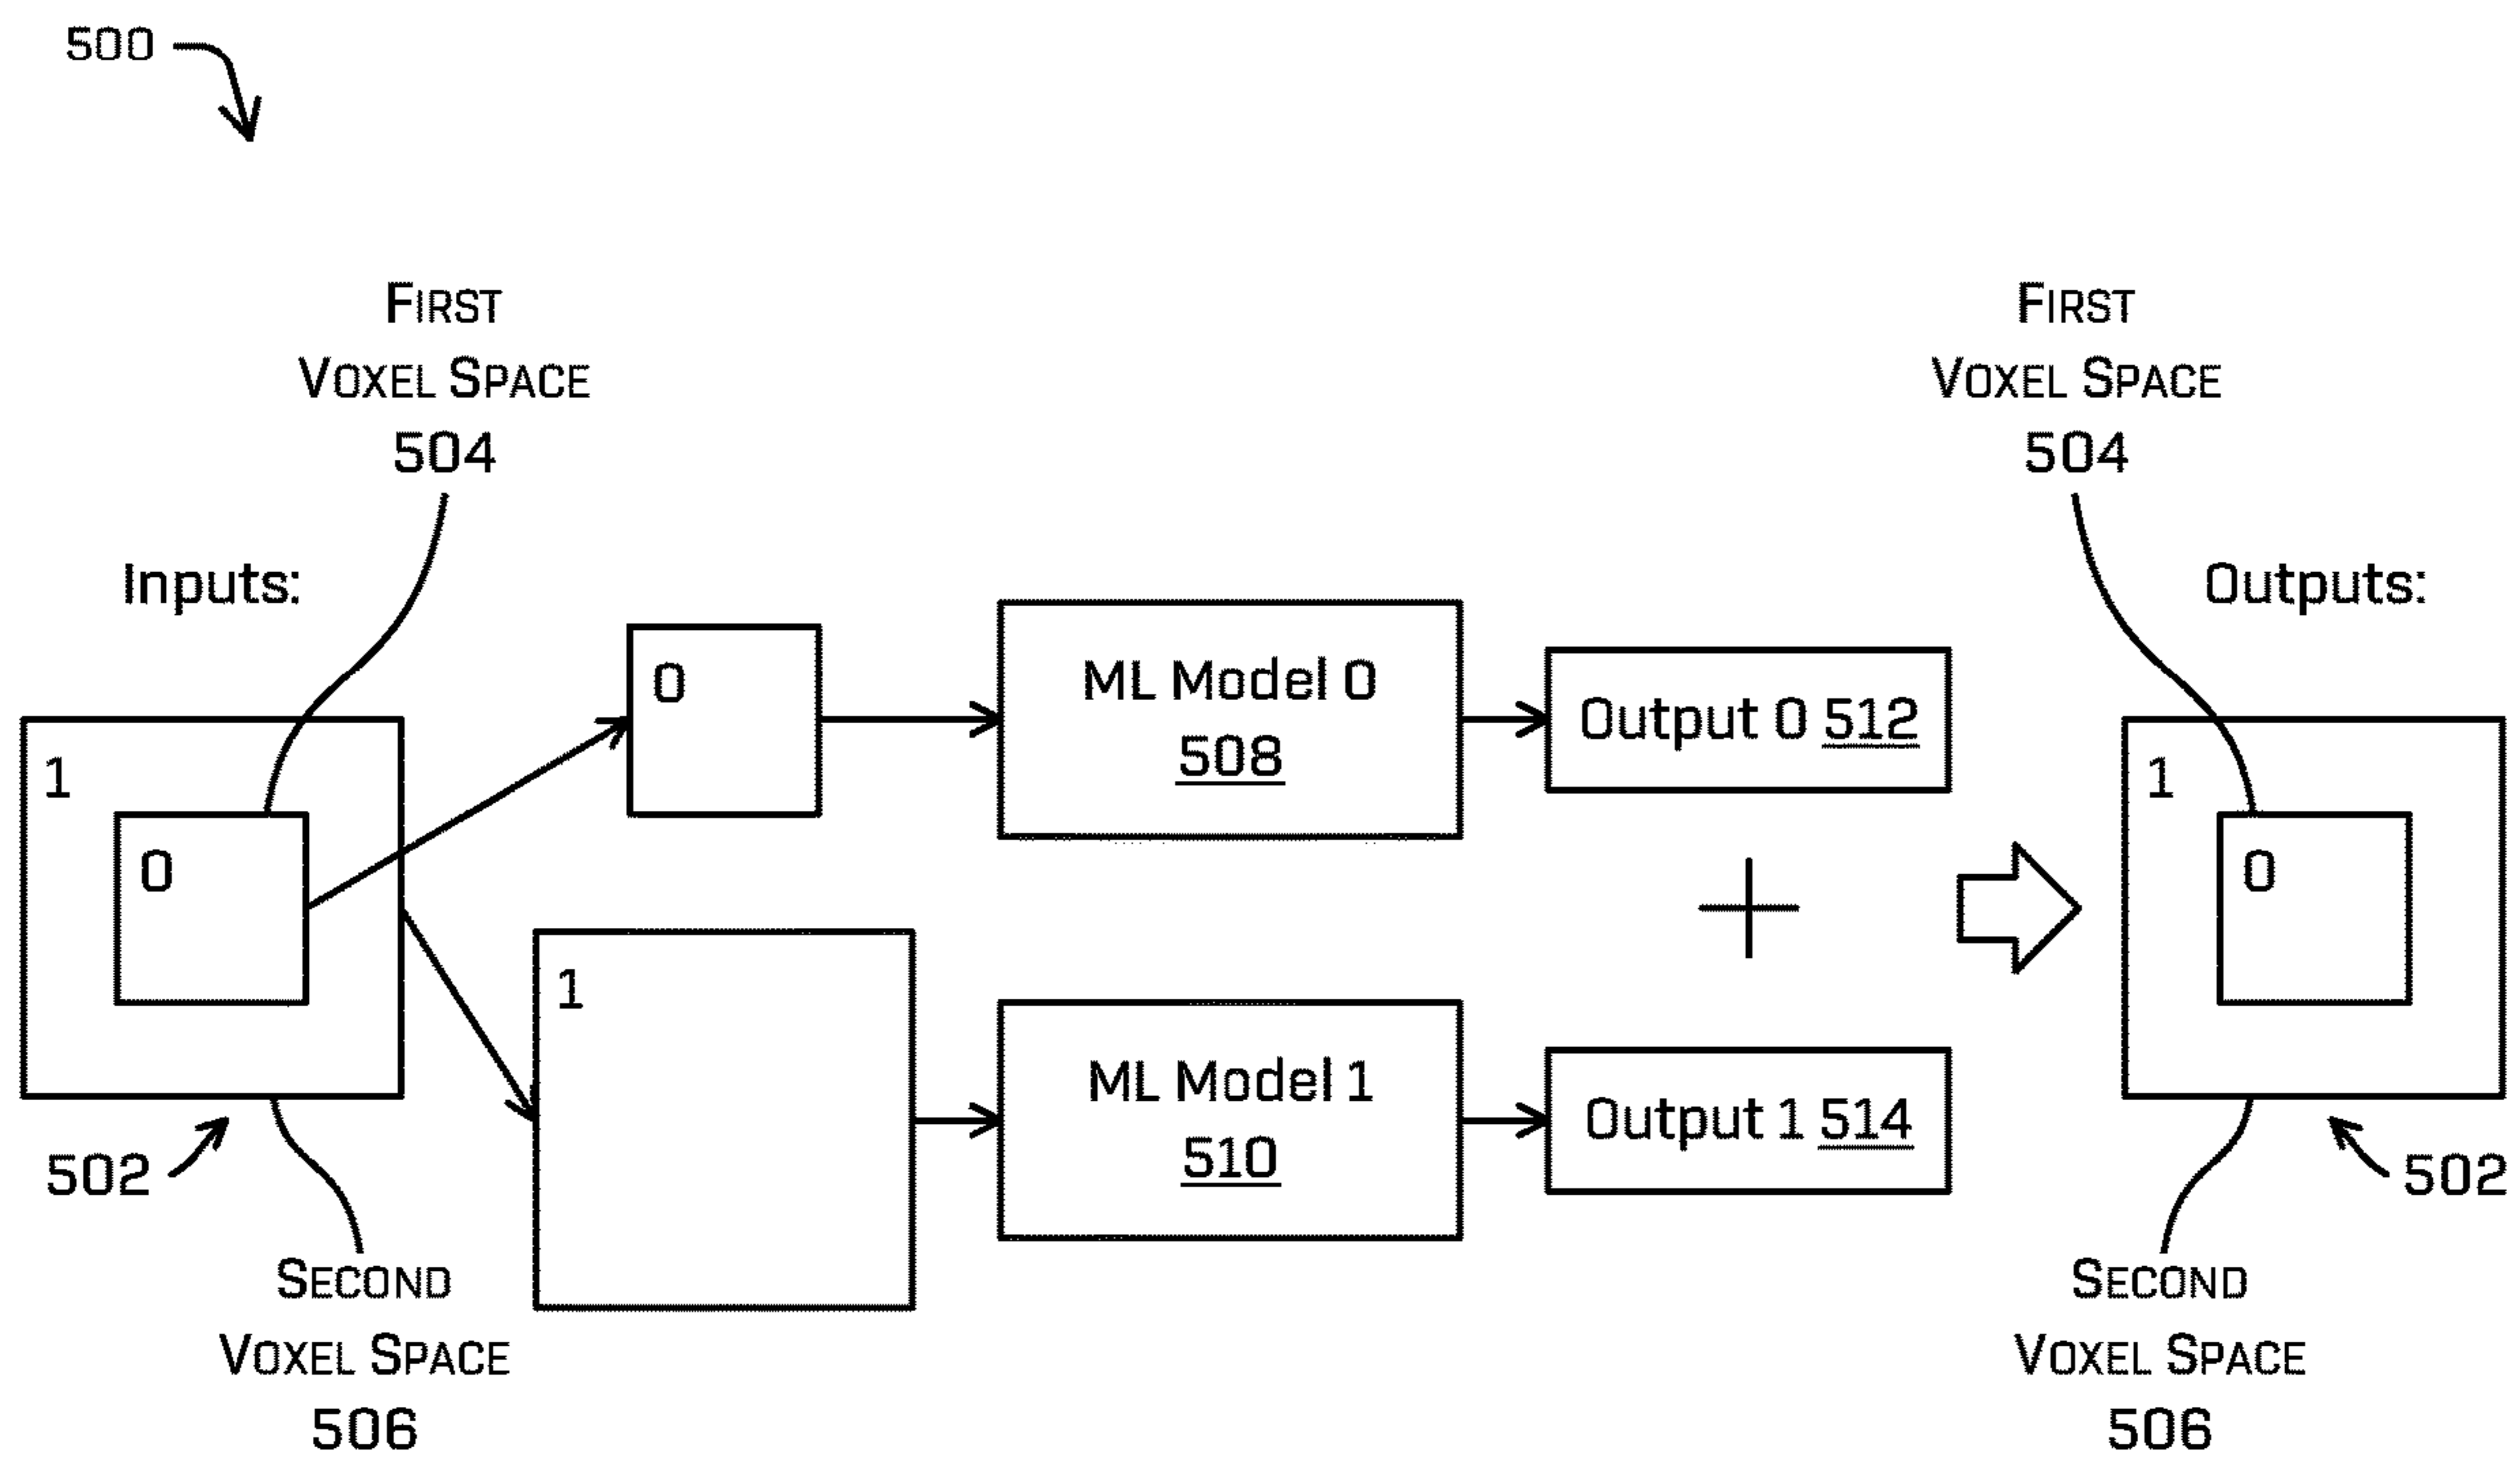 500
First
Voxel Space
504
First
Voxel Space
504
Inputs:
Outputs:
1
0
0
ML Model 0
508
Output 0 512
1
0
1
ML Model 1
510
Output 1 514
502
502
Second
Voxel Space
506
Second
Voxel Space
506